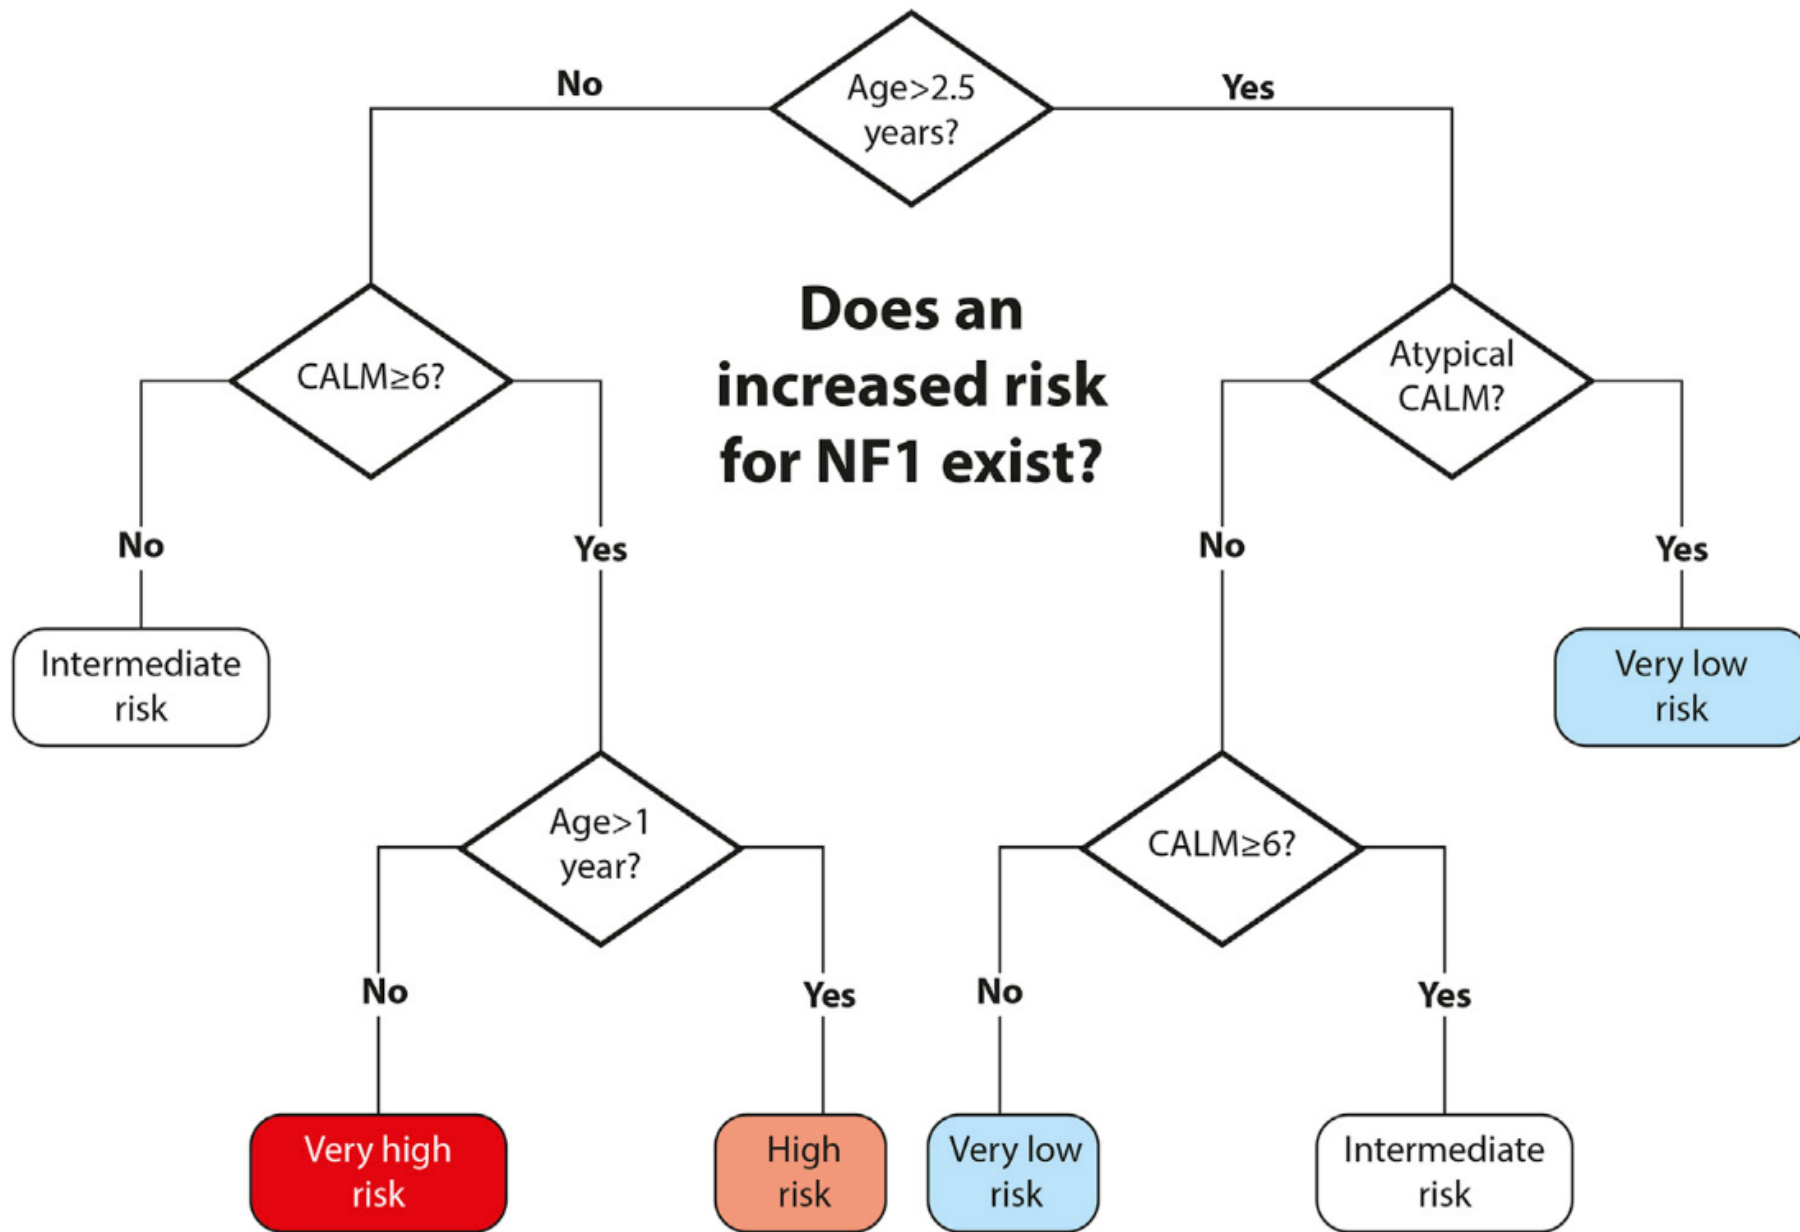 Age>2.5
years?
No
Yes
Does an
increased risk
for NF1 exist?
CALM≥6?
Atypical
CALM?
No
Yes
No
Yes
Intermediate
risk
Very low
risk
Age>1
year?
CALM≥6?
No
Yes
No
Yes
Very high
risk
High
risk
Very low
risk
Intermediate
risk